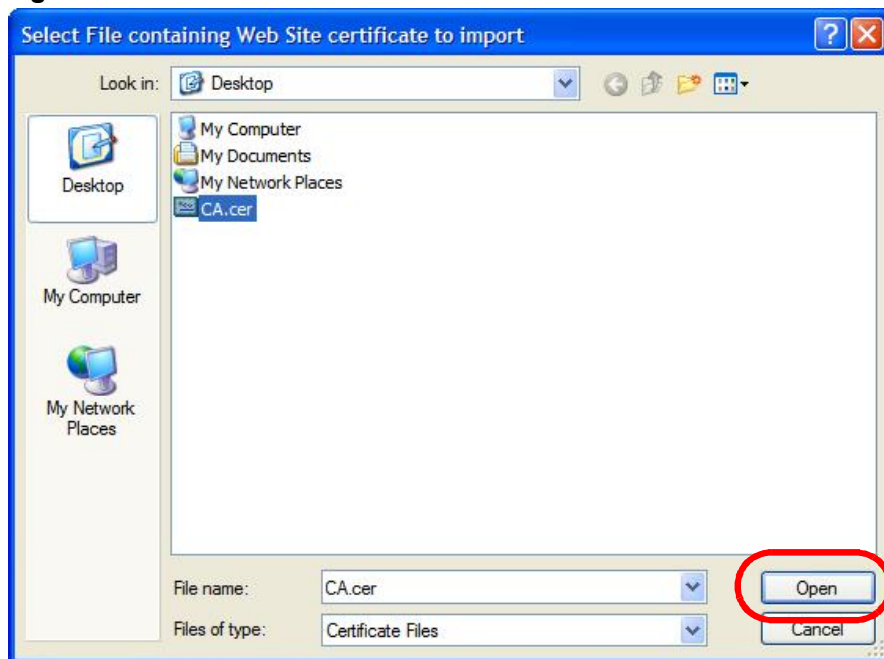 Select File containing Web Site certificate to import
Look in: Desktop
My Computer
My Documents
My Network Places
CA.cer
Desktop
My Computer
My Network
Places
File name: CA.cer Open
Files of type: Certificate Files Cancel